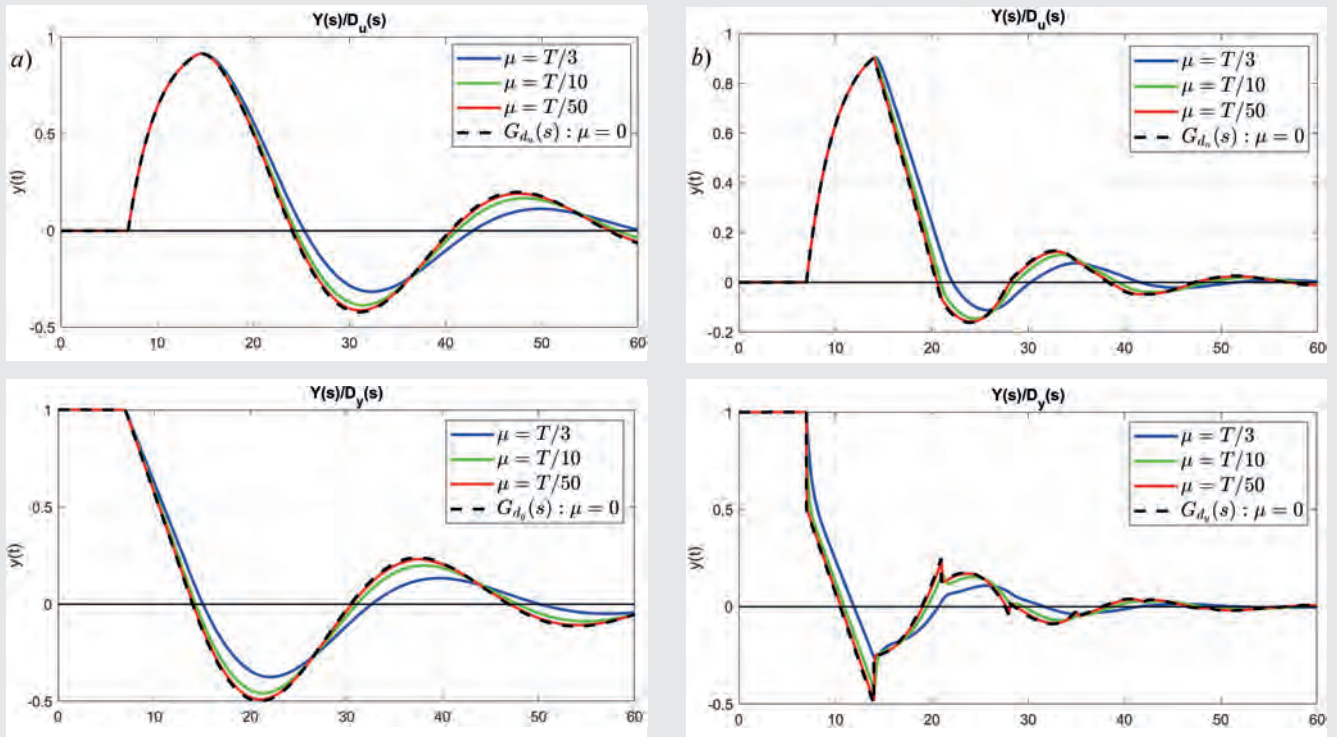 Y(s)/D_u(s)
a)
y(t)
1
0.5
0
-0.5
μ = T/3
μ = T/10
μ = T/50
G_{d_u}(s) : μ = 0
0 10 20 30 40 50 60
Y(s)/D_u(s)
b)
y(t)
1
0.8
0.6
0.4
0.2
0
-0.2
μ = T/3
μ = T/10
μ = T/50
G_{d_u}(s) : μ = 0
0 10 20 30 40 50 60
Y(s)/D_y(s)
y(t)
1
0.5
0
-0.5
μ = T/3
μ = T/10
μ = T/50
G_{d_y}(s) : μ = 0
0 10 20 30 40 50 60
Y(s)/D_y(s)
y(t)
1
0.5
0
-0.5
μ = T/3
μ = T/10
μ = T/50
G_{d_y}(s) : μ = 0
0 10 20 30 40 50 60